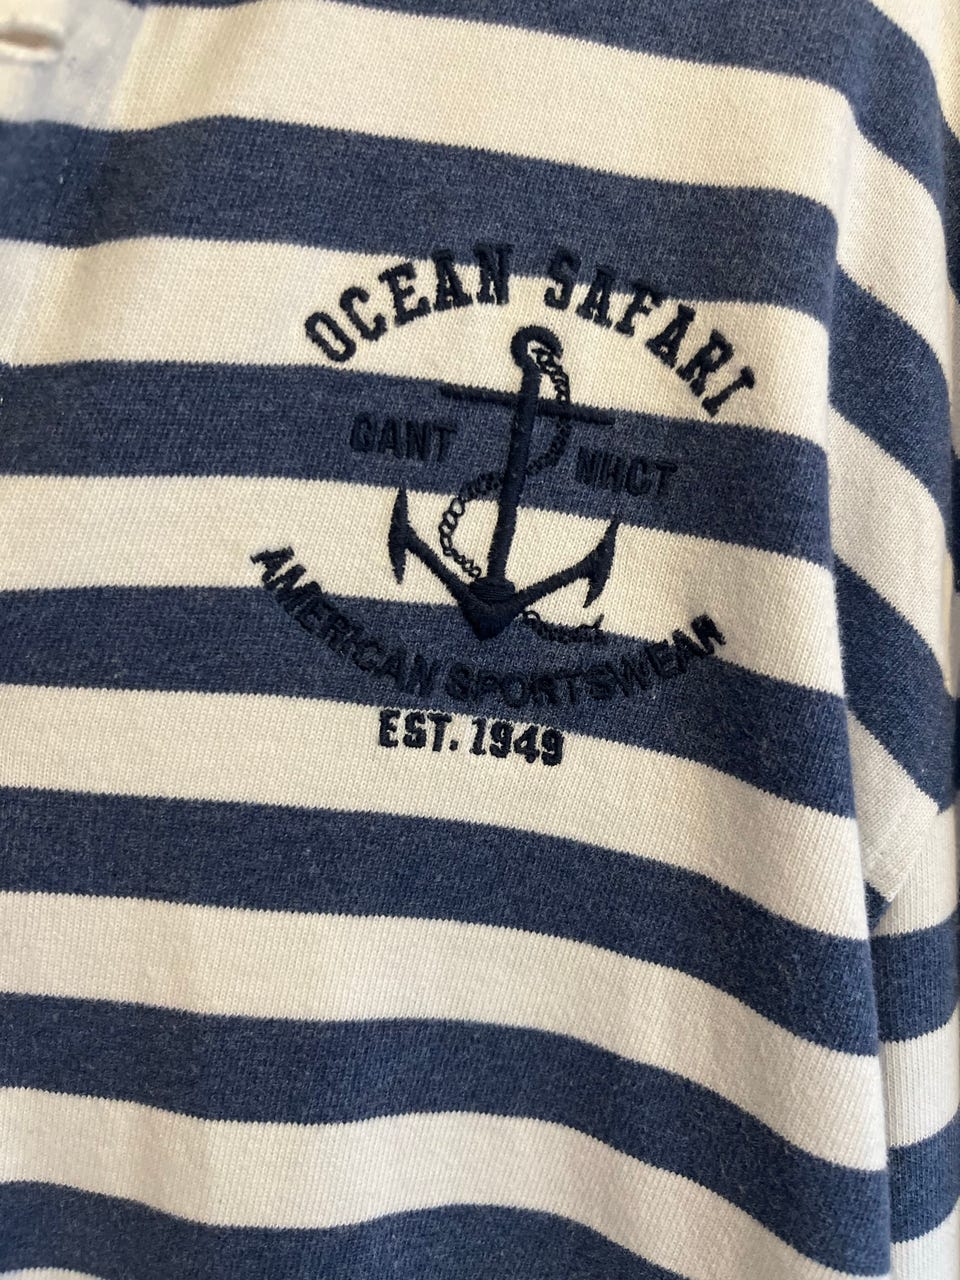 OCEAN SAFARI
GANT NHCT
AMERICAN SPORTSWEAR
EST. 1949